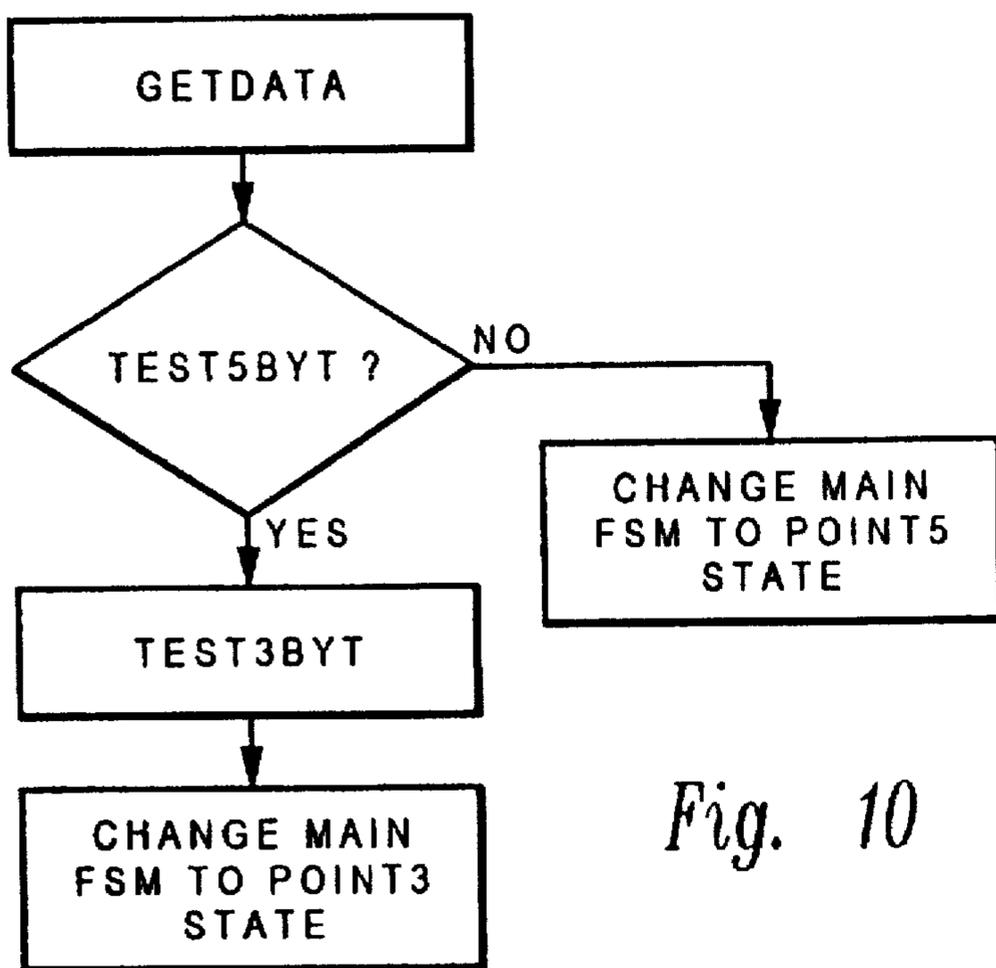 GETDATA
TEST5BYT ?
NO
YES
CHANGE MAIN
FSM TO POINT5
STATE
TEST3BYT
CHANGE MAIN
FSM TO POINT3
STATE
Fig. 10